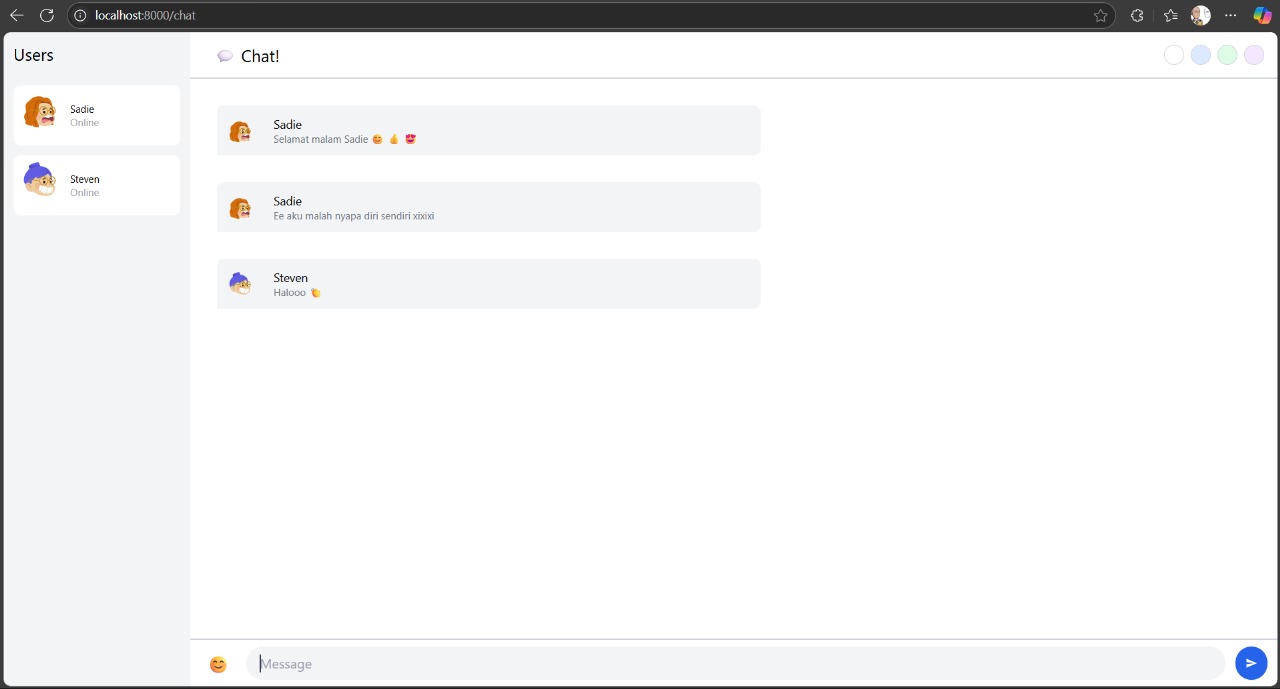 localhost:8000/chat
Users
Sadie
Online
Steven
Online
💬 Chat!
Sadie
Selamat malam Sadie 😊 👍 😍
Sadie
Ee aku malah nyapa diri sendiri xixixi
Steven
Halooo 👋
Message